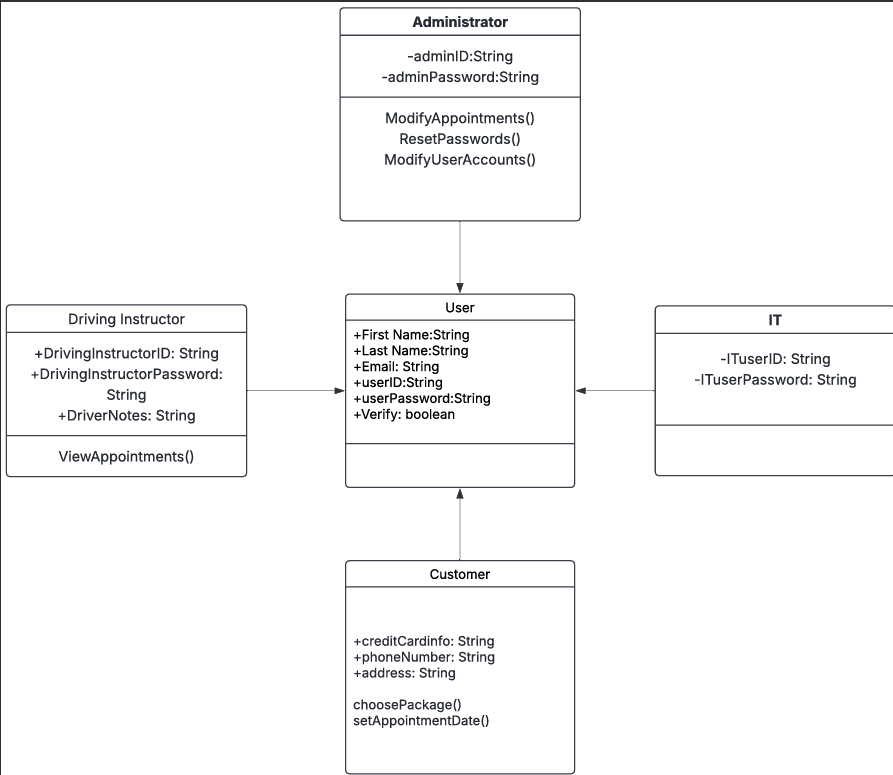 Administrator
-adminID:String
-adminPassword:String
ModifyAppointments()
ResetPasswords()
ModifyUserAccounts()
Driving Instructor
+DrivingInstructorID: String
+DrivingInstructorPassword:
String
+DriverNotes: String
ViewAppointments()
User
+First Name:String
+Last Name:String
+Email: String
+userID:String
+userPassword:String
+Verify: boolean
IT
-ITuserID: String
-ITuserPassword: String
Customer
+creditCardinfo: String
+phoneNumber: String
+address: String
choosePackage()
setAppointmentDate()